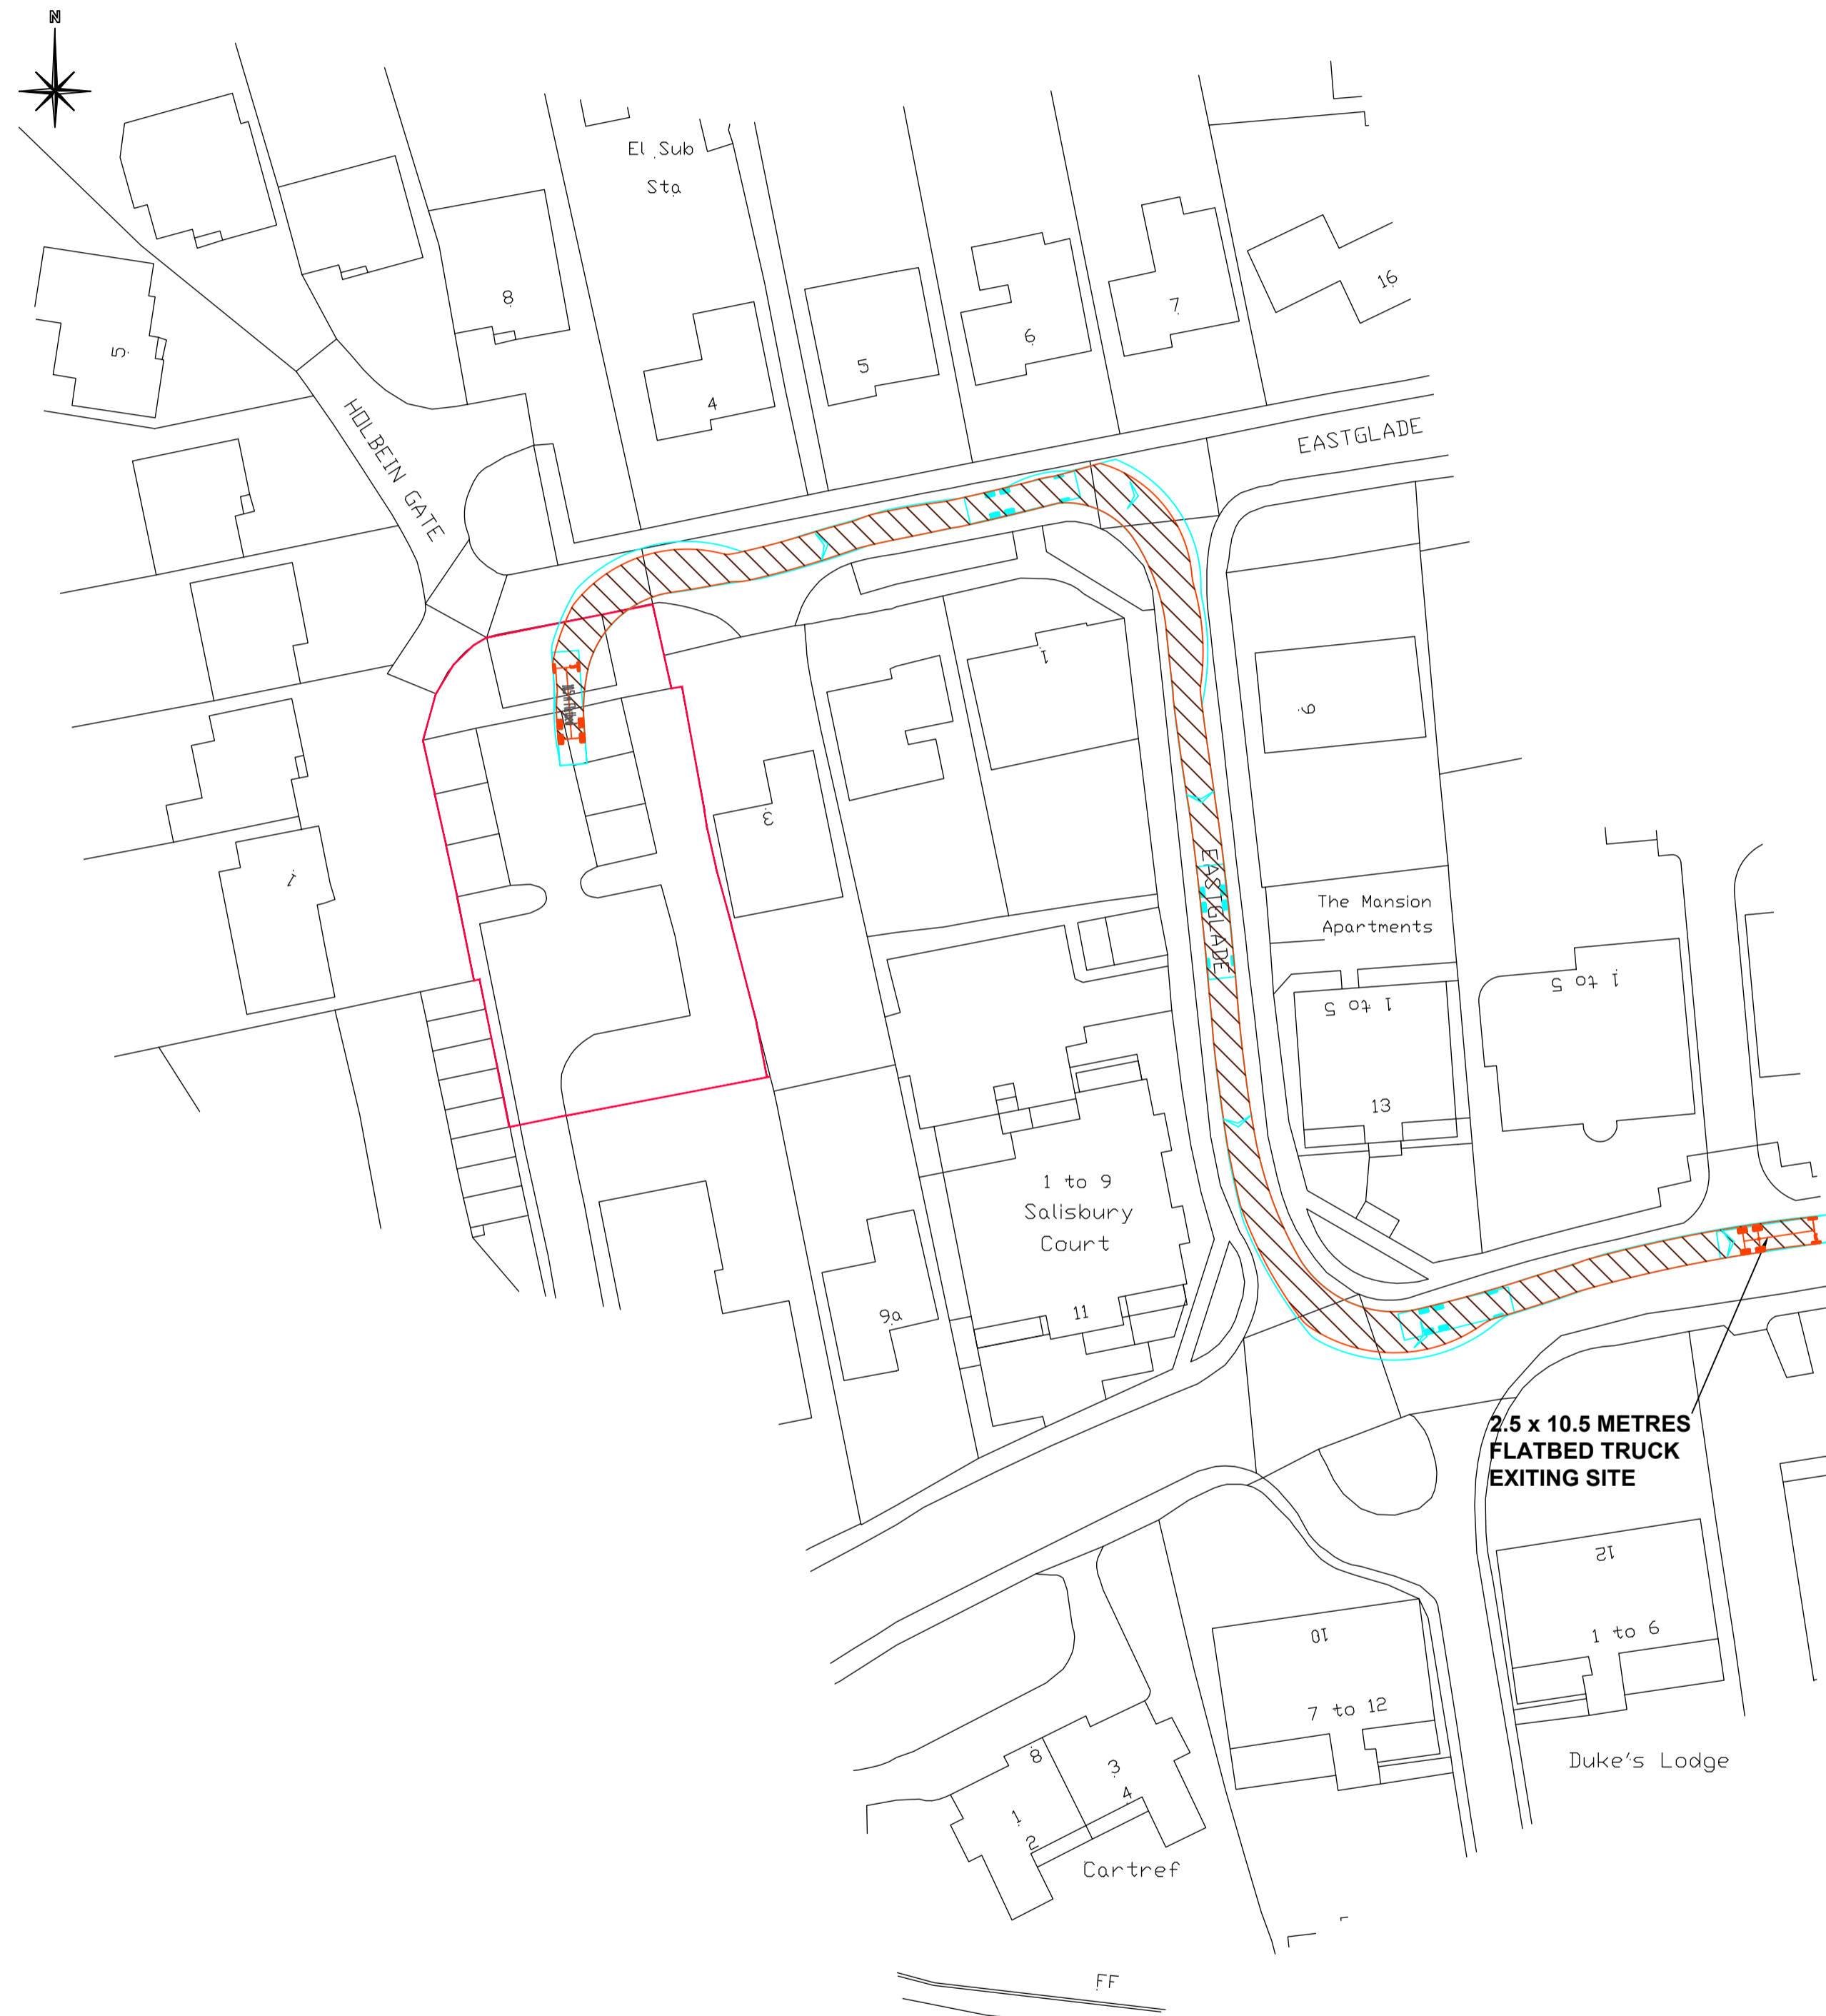 N
El Sub
Sta
8
5
16
7
6
5
4
HOLBEIN GATE
EASTGLADE
1
9
3
1
EASTGLADE
The Mansion
Apartments
1 to 5
1 to 5
13
1 to 9
Salisbury
Court
11
9a
2.5 x 10.5 METRES
FLATBED TRUCK
EXITING SITE
12
1 to 6
10
7 to 12
Duke's Lodge
8
3
4
1
2
Cartref
FF